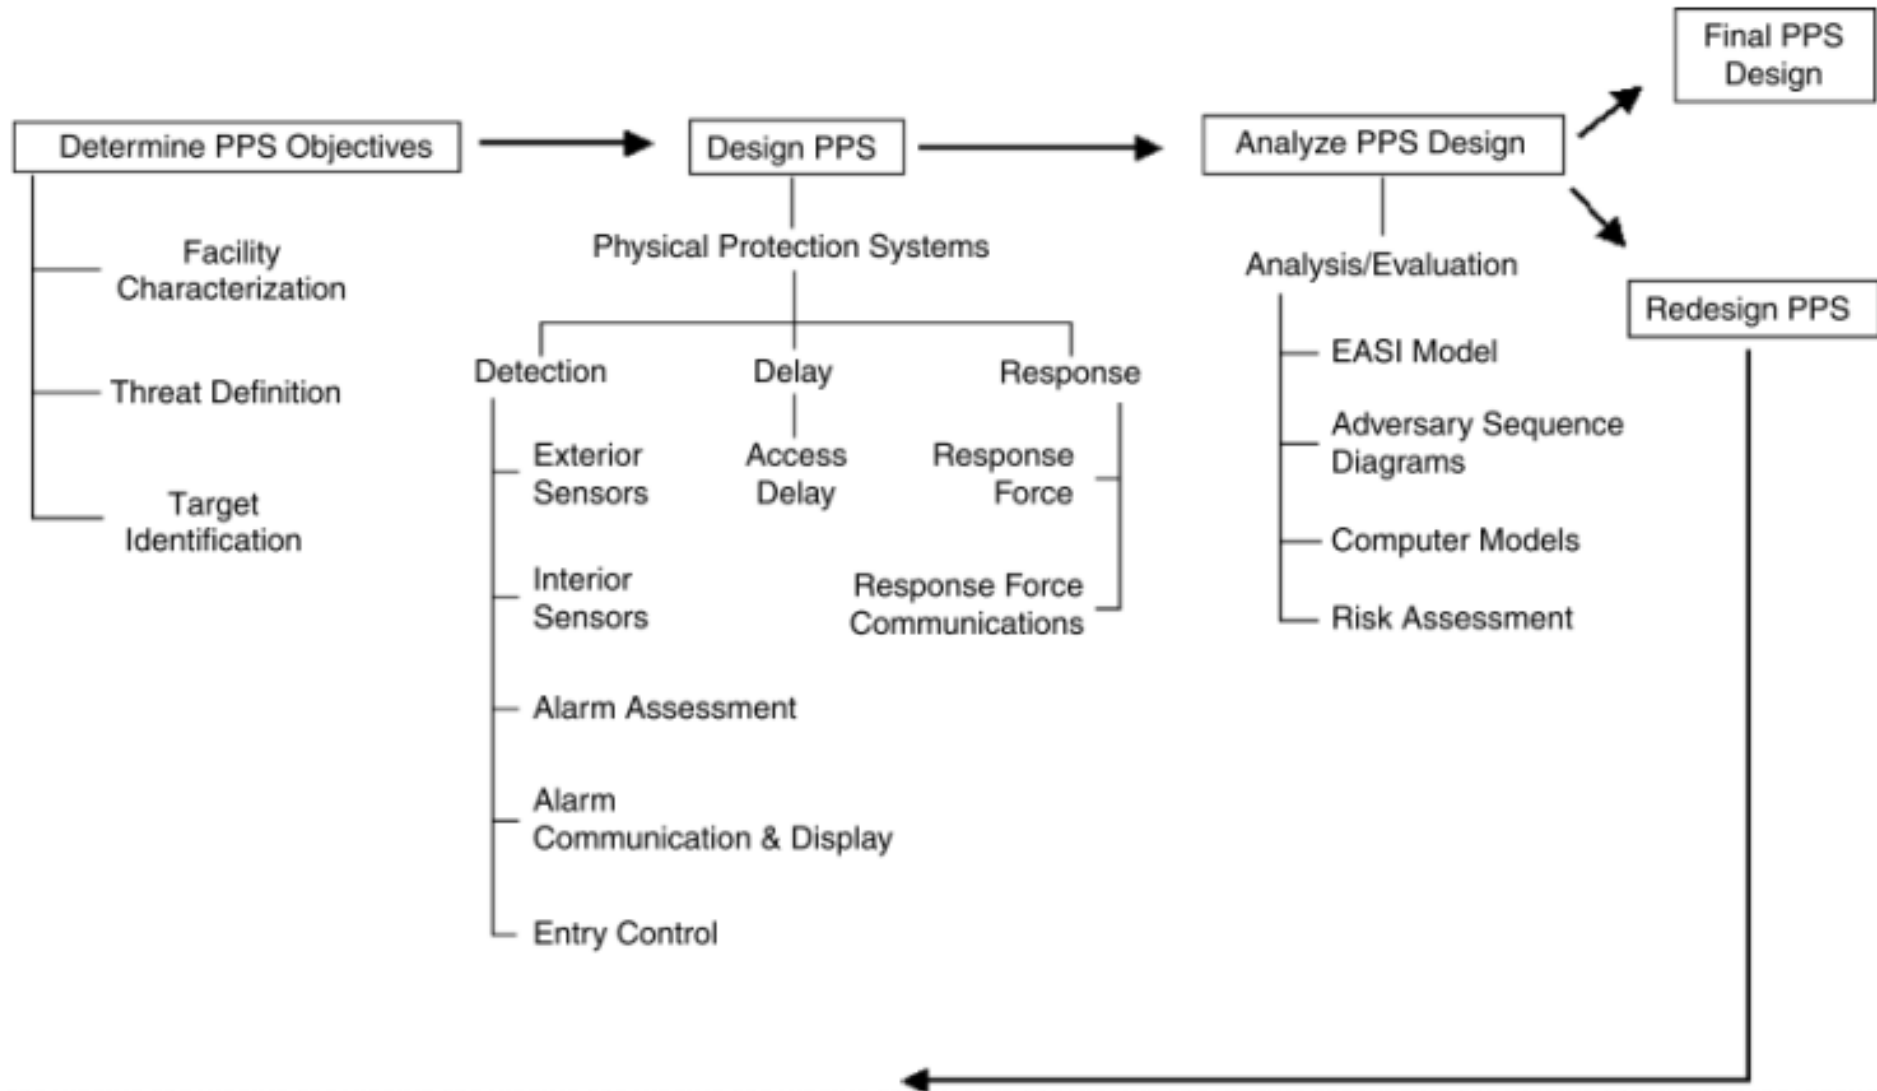 Final PPS
Design
Determine PPS Objectives
Design PPS
Analyze PPS Design
Facility
Characterization
Threat Definition
Target
Identification
Physical Protection Systems
Detection
Delay
Response
Exterior
Sensors
Interior
Sensors
Alarm Assessment
Alarm
Communication & Display
Entry Control
Access
Delay
Response
Force
Response Force
Communications
Analysis/Evaluation
EASI Model
Adversary Sequence
Diagrams
Computer Models
Risk Assessment
Redesign PPS